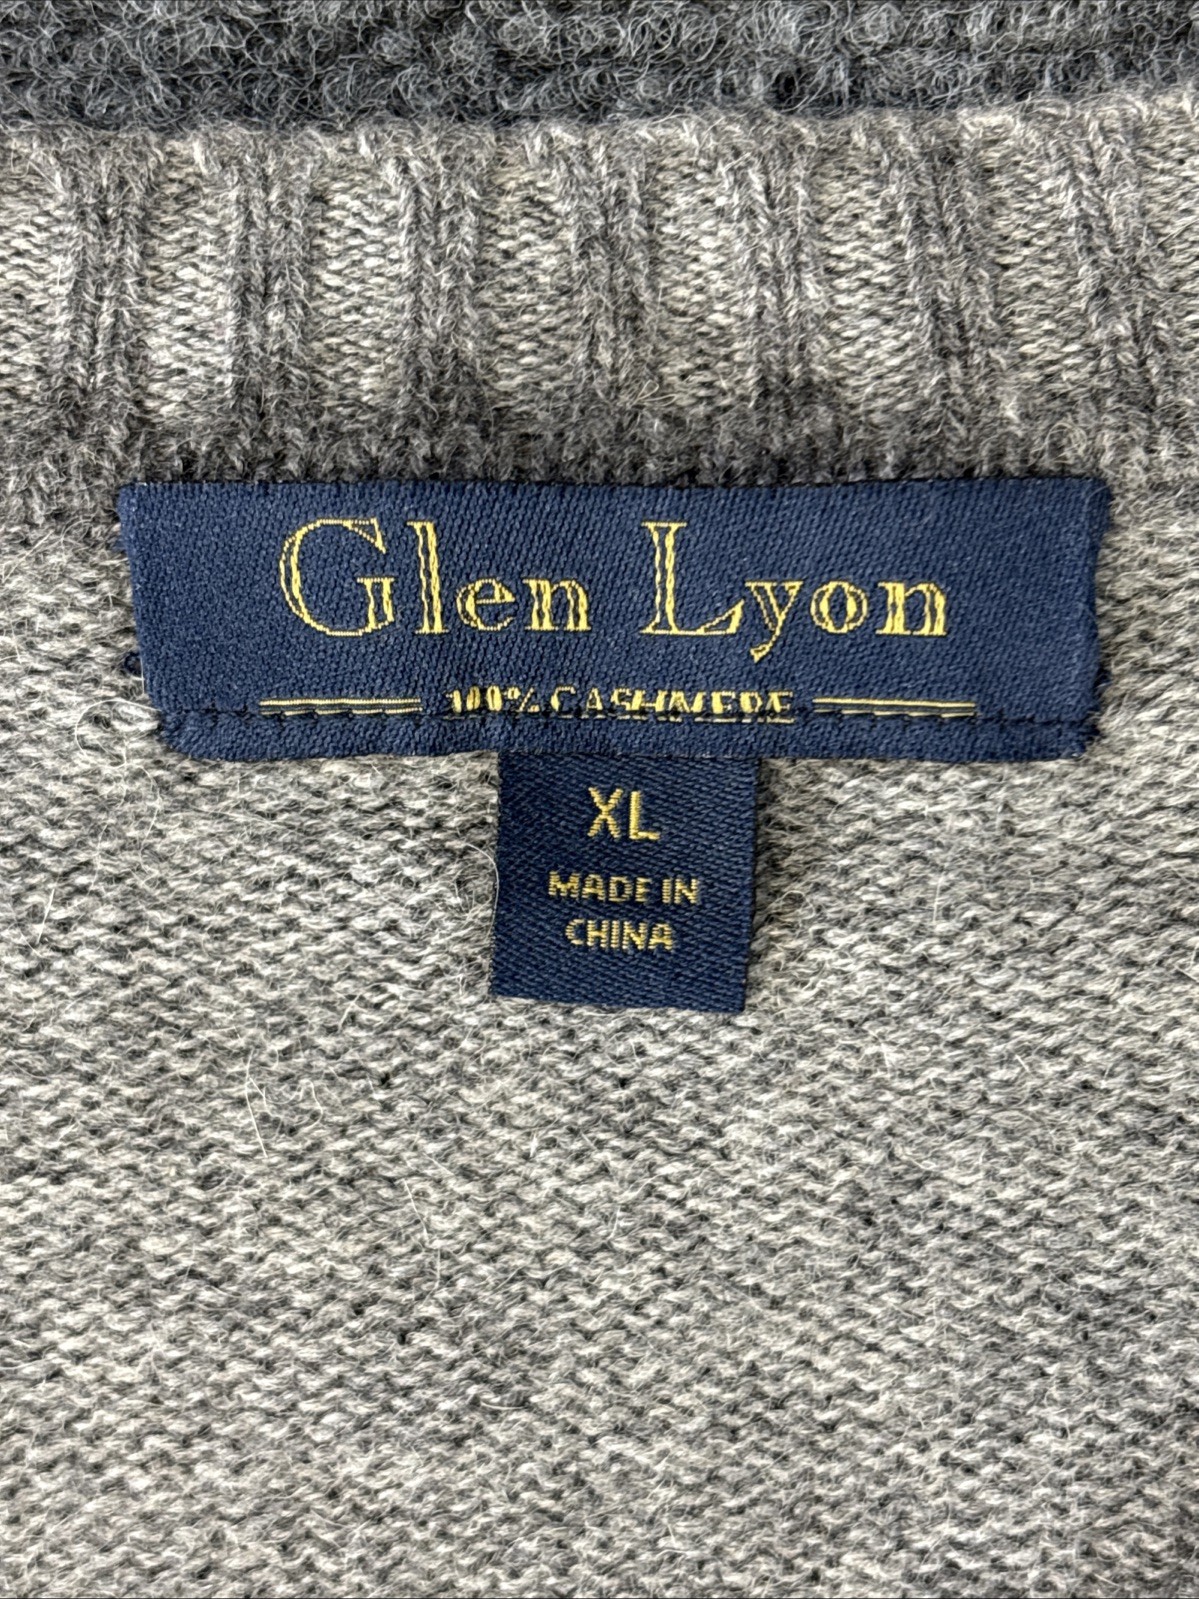 Glen Lyon
100% CASHMERE
XL
MADE IN
CHINA